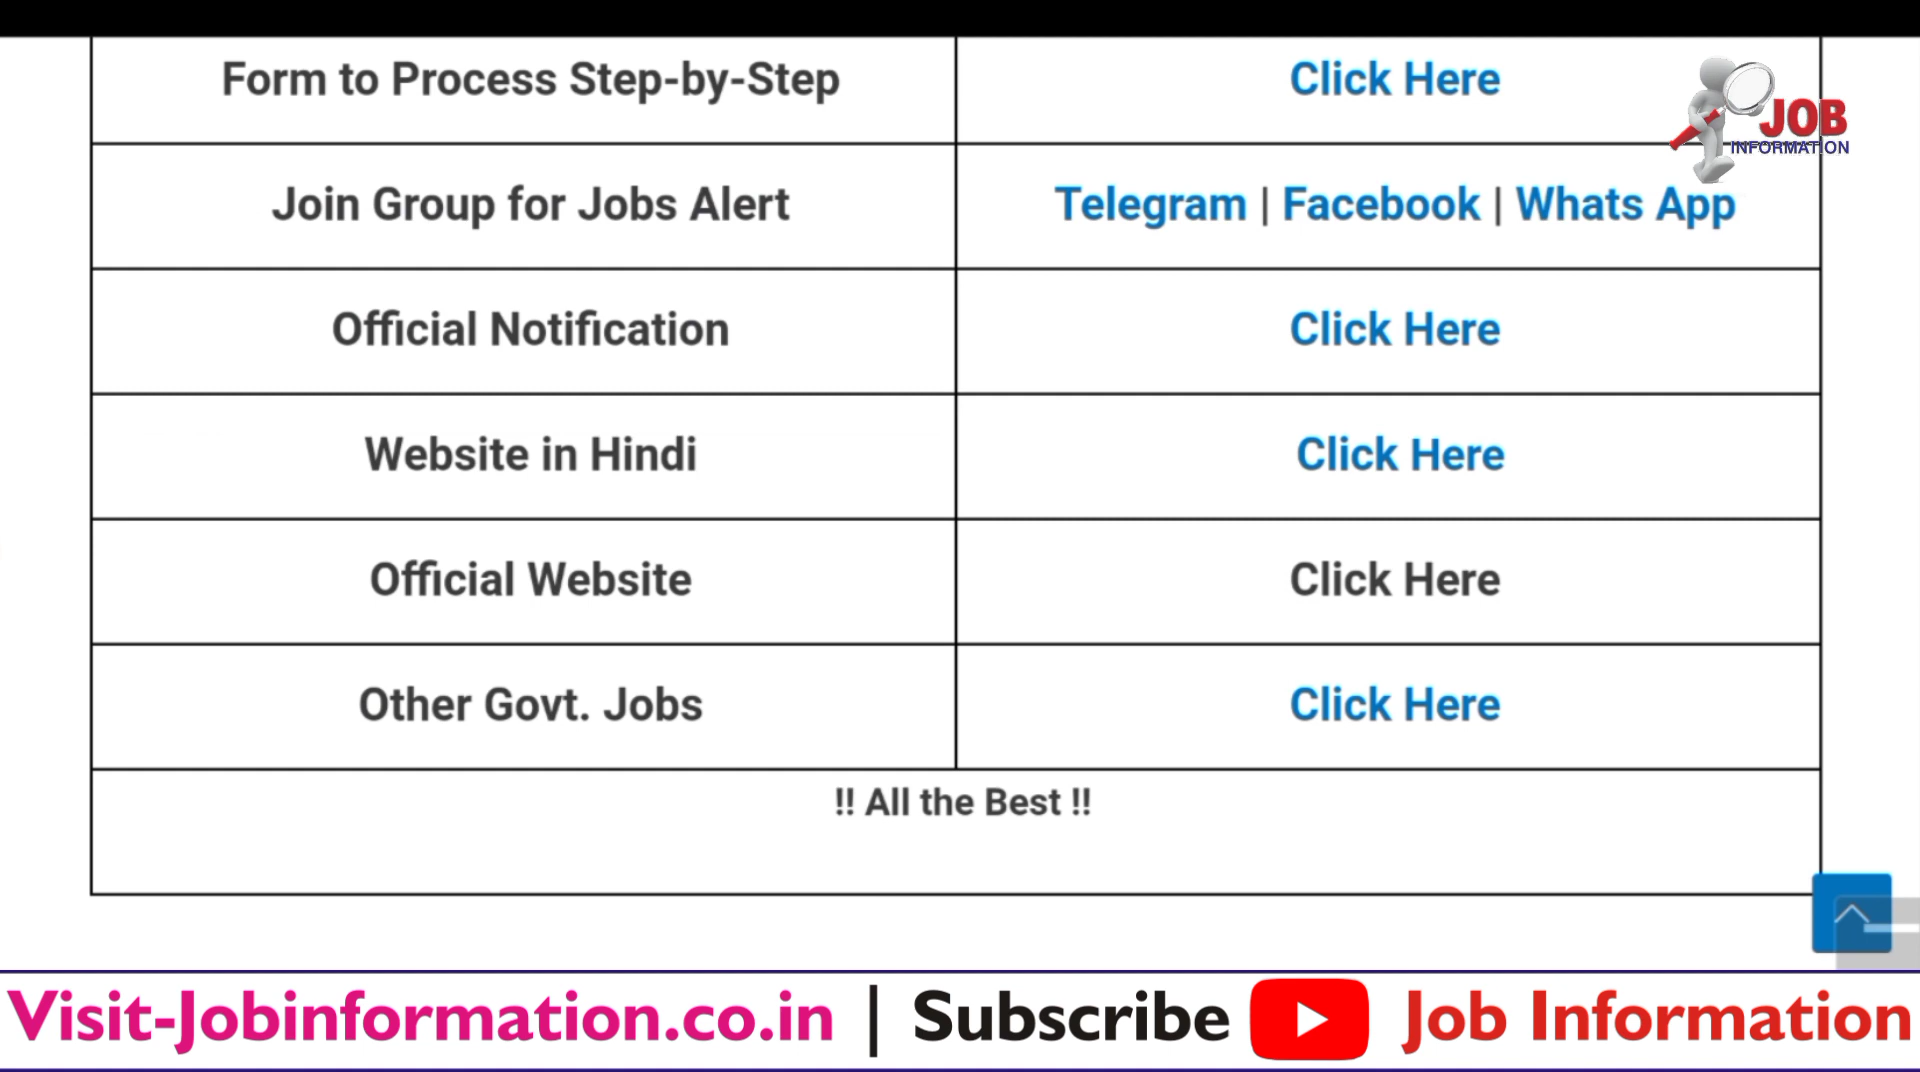 Form to Process Step-by-Step Click Here
JOB
INFORMATION
Join Group for Jobs Alert Telegram | Facebook | Whats App
Official Notification Click Here
Website in Hindi Click Here
Official Website Click Here
Other Govt. Jobs Click Here
!! All the Best !!
Visit-Jobinformation.co.in | Subscribe Job Information